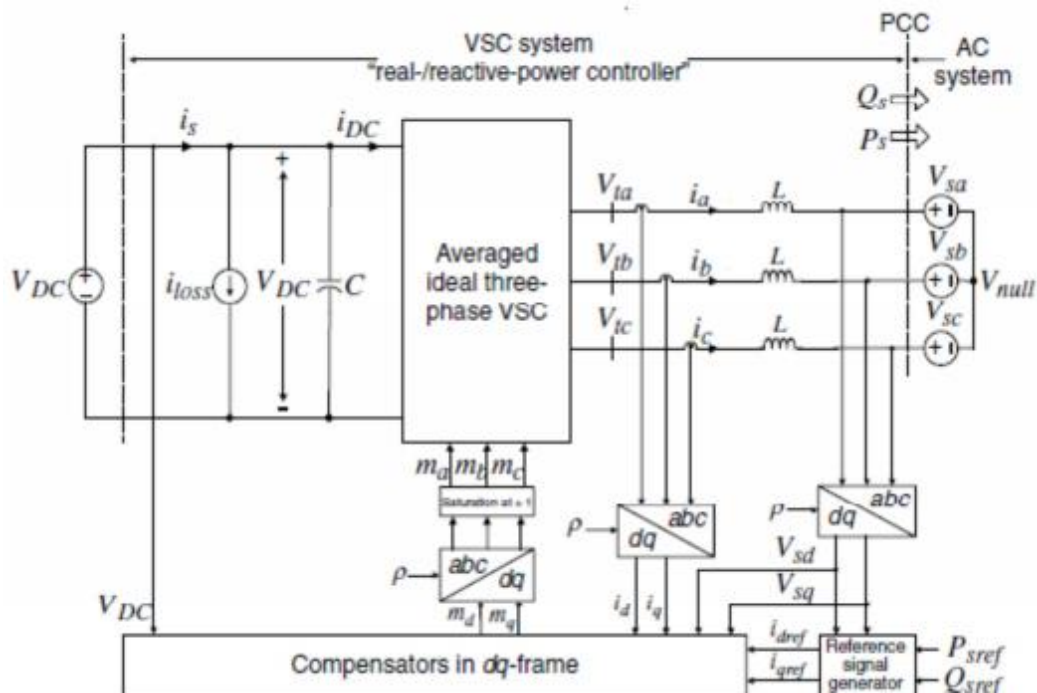 VSC system
"real-/reactive-power controller"
PCC
AC
system
Qs
Ps
is
iDC
+
VDC
iloss
VDC
C
-
Averaged
ideal three-
phase VSC
Vta
ia
L
Vsa
Vtb
ib
L
Vsb
Vnull
Vtc
ic
L
Vsc
ma mb mc
Saturation at ± 1
ρ
abc
dq
ρ
abc
dq
ρ
abc
dq
VDC
md mq
id iq
Vsd
Vsq
idref
iqref
Compensators in dq-frame
Reference
signal
generator
Psref
Qsref